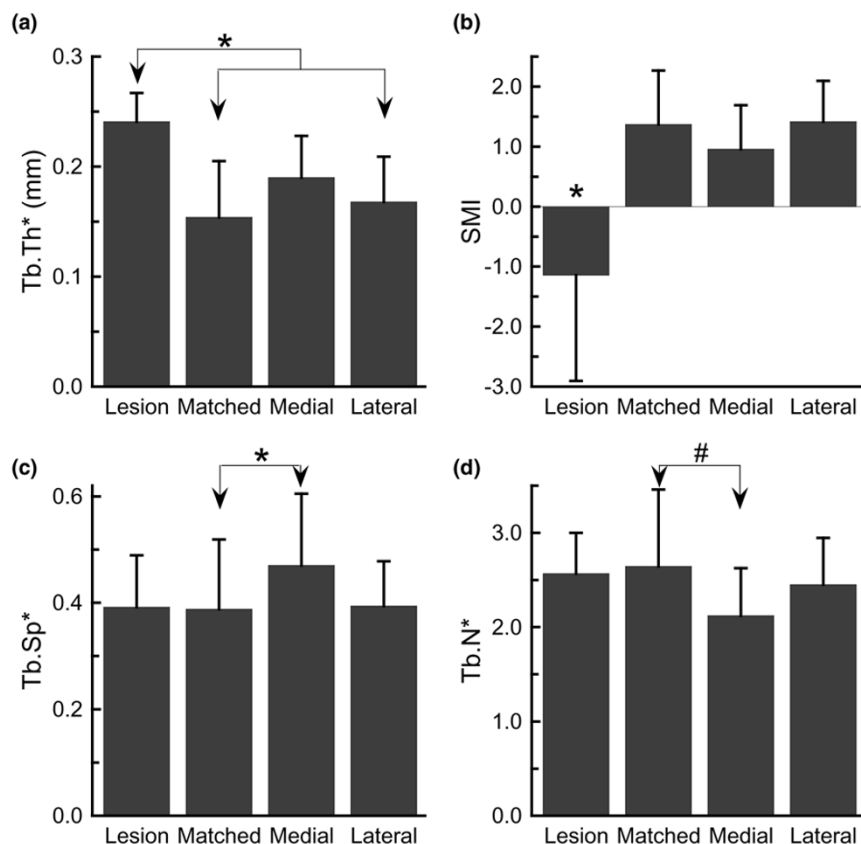 (a)
*
0.3
0.2
0.1
0.0
Tb.Th* (mm)
Lesion Matched Medial Lateral
(b)
2.0
1.0
0.0
-1.0
-2.0
-3.0
SMI
*
Lesion Matched Medial Lateral
(c)
*
0.6
0.4
0.2
0.0
Tb.Sp*
Lesion Matched Medial Lateral
(d)
#
3.0
2.0
1.0
0.0
Tb.N*
Lesion Matched Medial Lateral